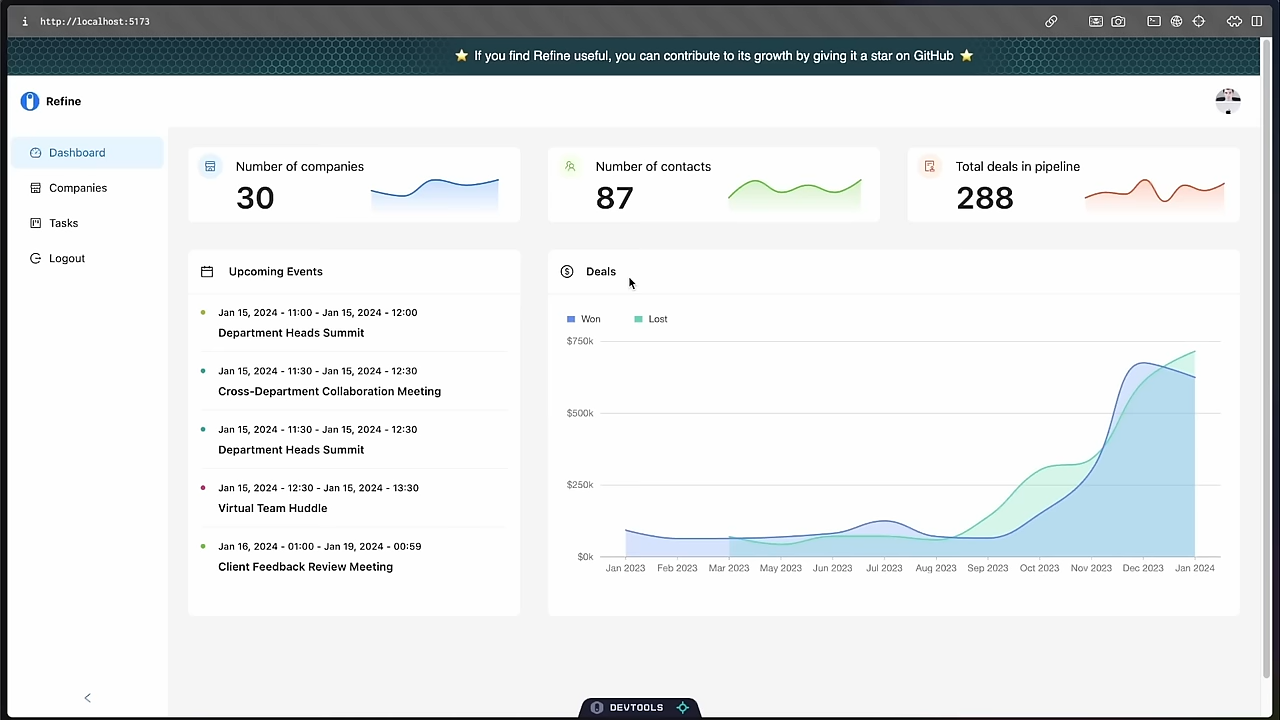 http://localhost:5173
⭐ If you find Refine useful, you can contribute to its growth by giving it a star on GitHub ⭐
Refine
Dashboard
Companies
Tasks
Logout
Number of companies
30
Number of contacts
87
Total deals in pipeline
288
Upcoming Events
Jan 15, 2024 - 11:00 - Jan 15, 2024 - 12:00
Department Heads Summit
Jan 15, 2024 - 11:30 - Jan 15, 2024 - 12:30
Cross-Department Collaboration Meeting
Jan 15, 2024 - 11:30 - Jan 15, 2024 - 12:30
Department Heads Summit
Jan 15, 2024 - 12:30 - Jan 15, 2024 - 13:30
Virtual Team Huddle
Jan 16, 2024 - 01:00 - Jan 19, 2024 - 00:59
Client Feedback Review Meeting
Deals
Won Lost
$750k
$500k
$250k
$0k
Jan 2023 Feb 2023 Mar 2023 May 2023 Jun 2023 Jul 2023 Aug 2023 Sep 2023 Oct 2023 Nov 2023 Dec 2023 Jan 2024
DEVTOOLS